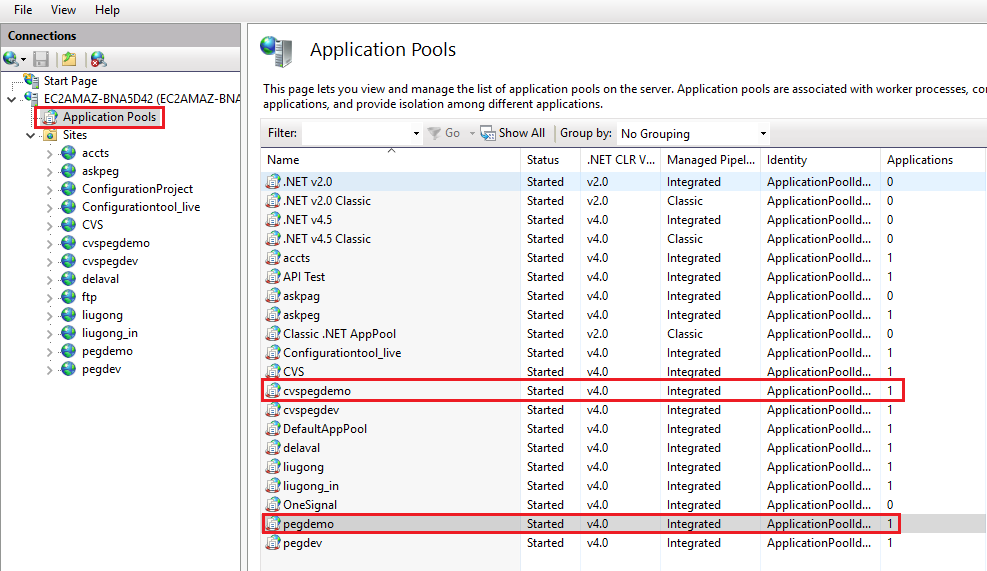 File View Help
Connections
Start Page
EC2AMAZ-BNA5D42 (EC2AMAZ-BNA
Application Pools
Sites
accts
askpeg
ConfigurationProject
Configurationtool_live
CVS
cvspegdemo
cvspegdev
delaval
ftp
liugong
liugong_in
pegdemo
pegdev
Application Pools
This page lets you view and manage the list of application pools on the server. Application pools are associated with worker processes, co
applications, and provide isolation among different applications.
Filter: Go Show All Group by: No Grouping
Name Status .NET CLR V... Managed Pipel... Identity Applications
.NET v2.0 Started v2.0 Integrated ApplicationPoolId... 0
.NET v2.0 Classic Started v2.0 Classic ApplicationPoolId... 0
.NET v4.5 Started v4.0 Integrated ApplicationPoolId... 0
.NET v4.5 Classic Started v4.0 Classic ApplicationPoolId... 0
accts Started v4.0 Integrated ApplicationPoolId... 1
API Test Started v4.0 Integrated ApplicationPoolId... 1
askpag Started v4.0 Integrated ApplicationPoolId... 0
askpeg Started v4.0 Integrated ApplicationPoolId... 1
Classic .NET AppPool Started v2.0 Classic ApplicationPoolId... 0
Configurationtool_live Started v4.0 Integrated ApplicationPoolId... 1
CVS Started v4.0 Integrated ApplicationPoolId... 1
cvspegdemo Started v4.0 Integrated ApplicationPoolId... 1
cvspegdev Started v4.0 Integrated ApplicationPoolId... 1
DefaultAppPool Started v4.0 Integrated ApplicationPoolId... 1
delaval Started v4.0 Integrated ApplicationPoolId... 1
liugong Started v4.0 Integrated ApplicationPoolId... 1
liugong_in Started v4.0 Integrated ApplicationPoolId... 1
OneSignal Started v4.0 Integrated ApplicationPoolId... 0
pegdemo Started v4.0 Integrated ApplicationPoolId... 1
pegdev Started v4.0 Integrated ApplicationPoolId... 1